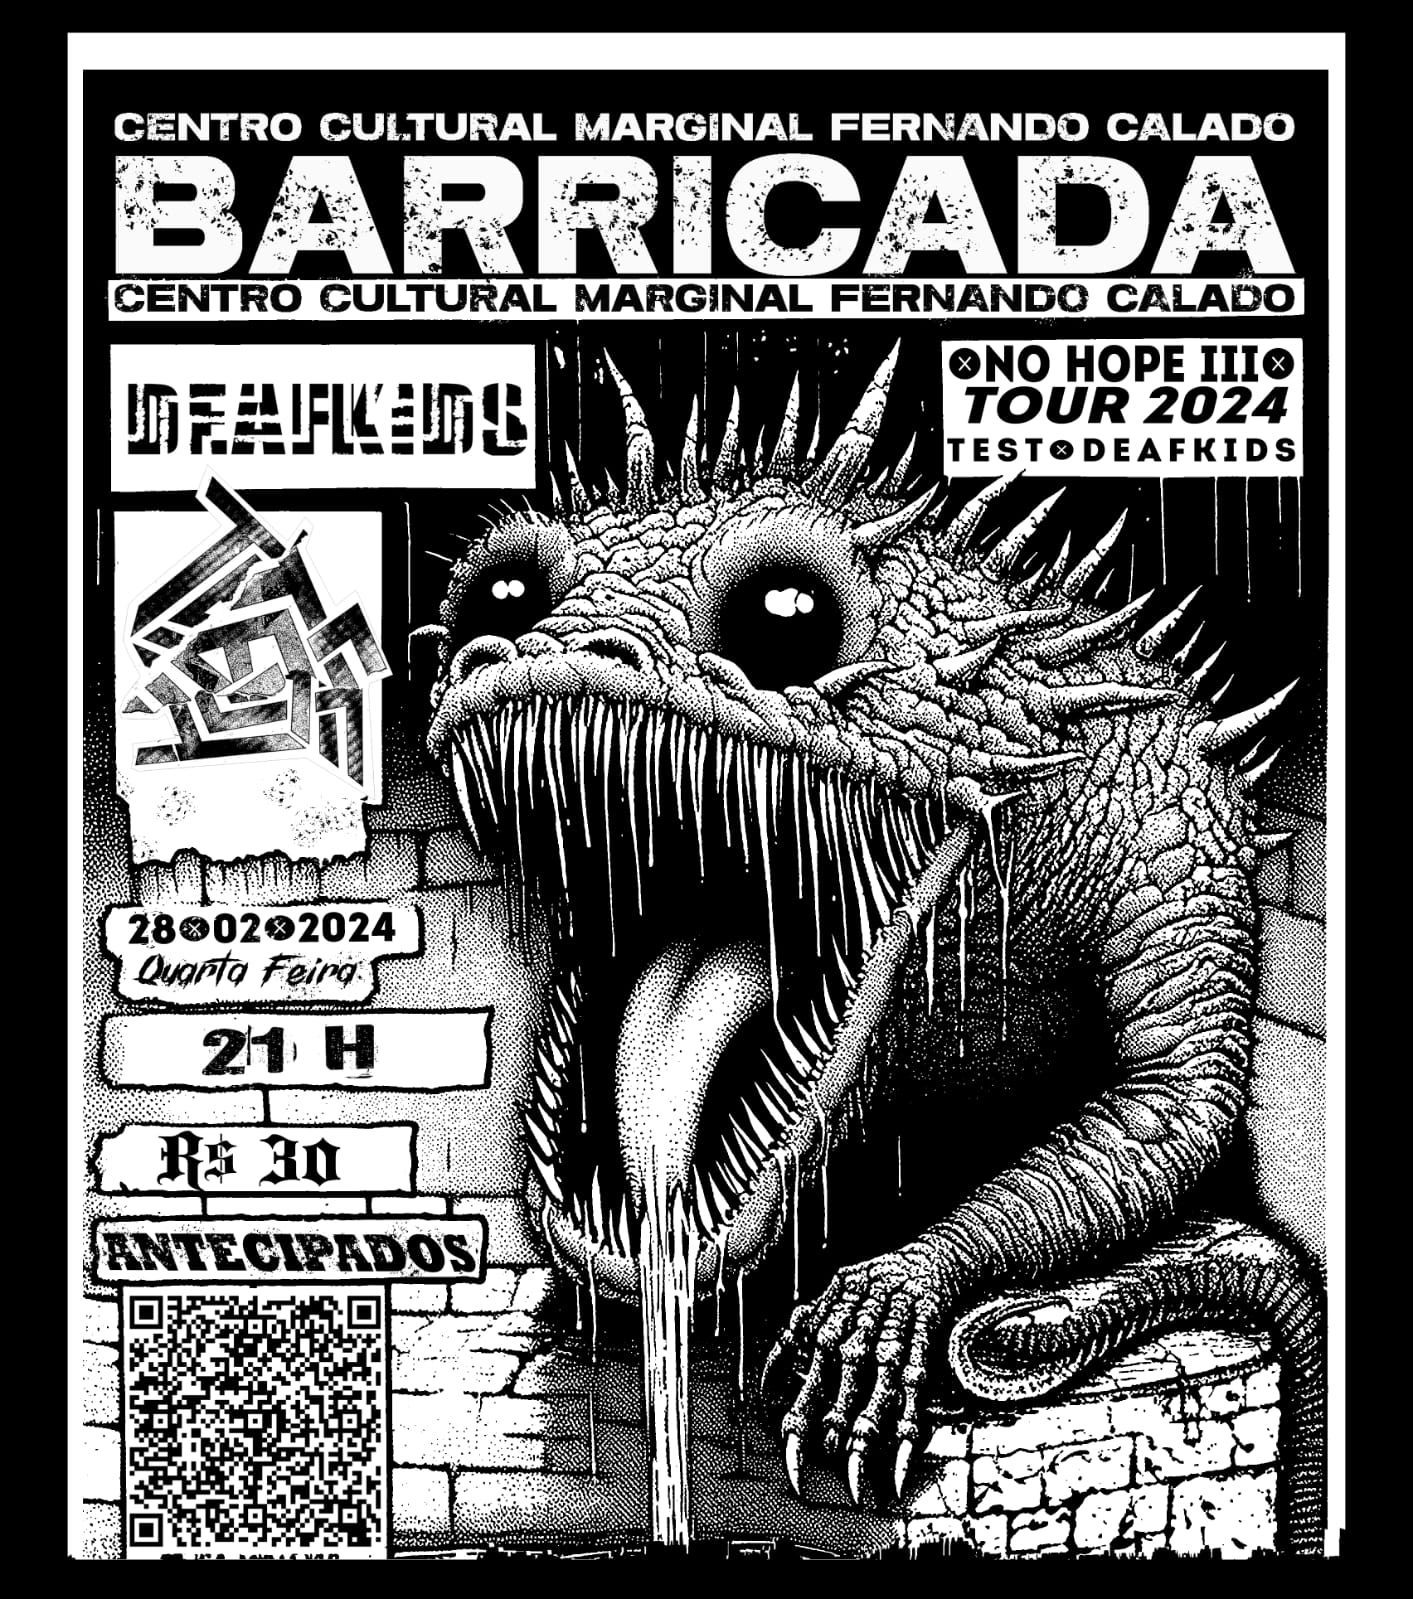 CENTRO CULTURAL MARGINAL FERNANDO CALADO
BARRICADA
CENTRO CULTURAL MARGINAL FERNANDO CALADO
DEAFKIDS
NO HOPE III
TOUR 2024
TEST DEAFKIDS
28 02 2024
Quarta Feira
21 H
R$ 30
ANTECIPADOS